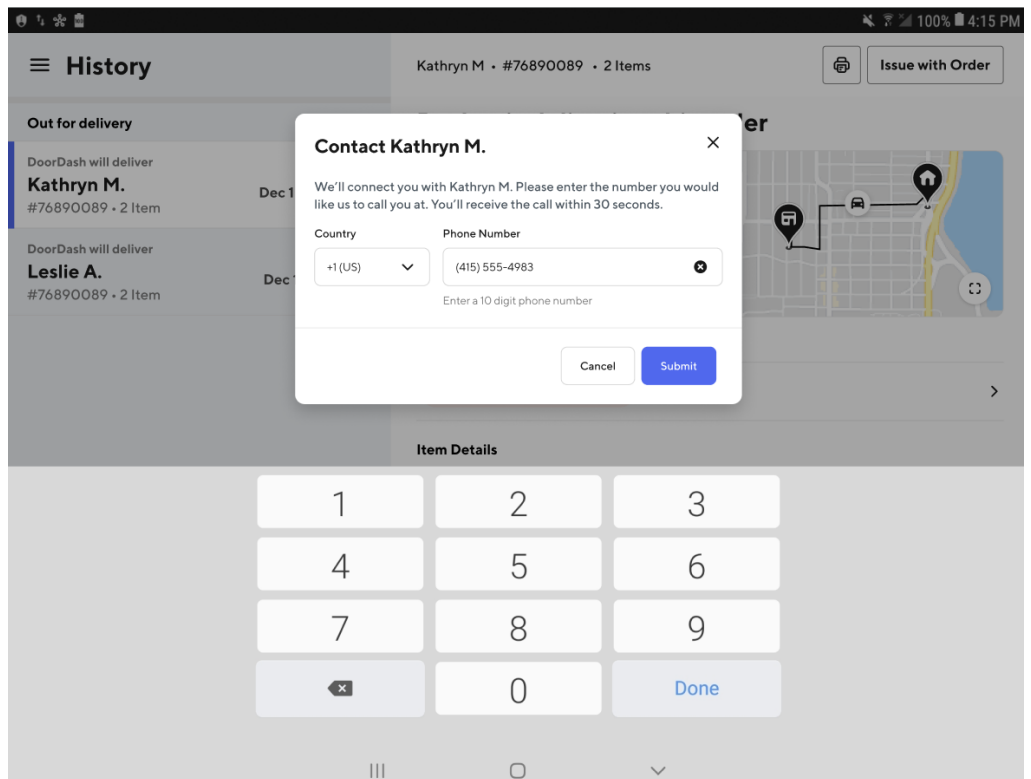 100% 4:15 PM
History
Kathryn M • #76890089 • 2 Items
Issue with Order
Out for delivery
DoorDash will deliver
Kathryn M.
Dec 1
#76890089 • 2 Item
DoorDash will deliver
Leslie A.
Dec
#76890089 • 2 Item
Contact Kathryn M.
We'll connect you with Kathryn M. Please enter the number you would
like us to call you at. You'll receive the call within 30 seconds.
Country
Phone Number
+1 (US)
(415) 555-4983
Enter a 10 digit phone number
Cancel
Submit
Item Details
1
2
3
4
5
6
7
8
9
0
Done